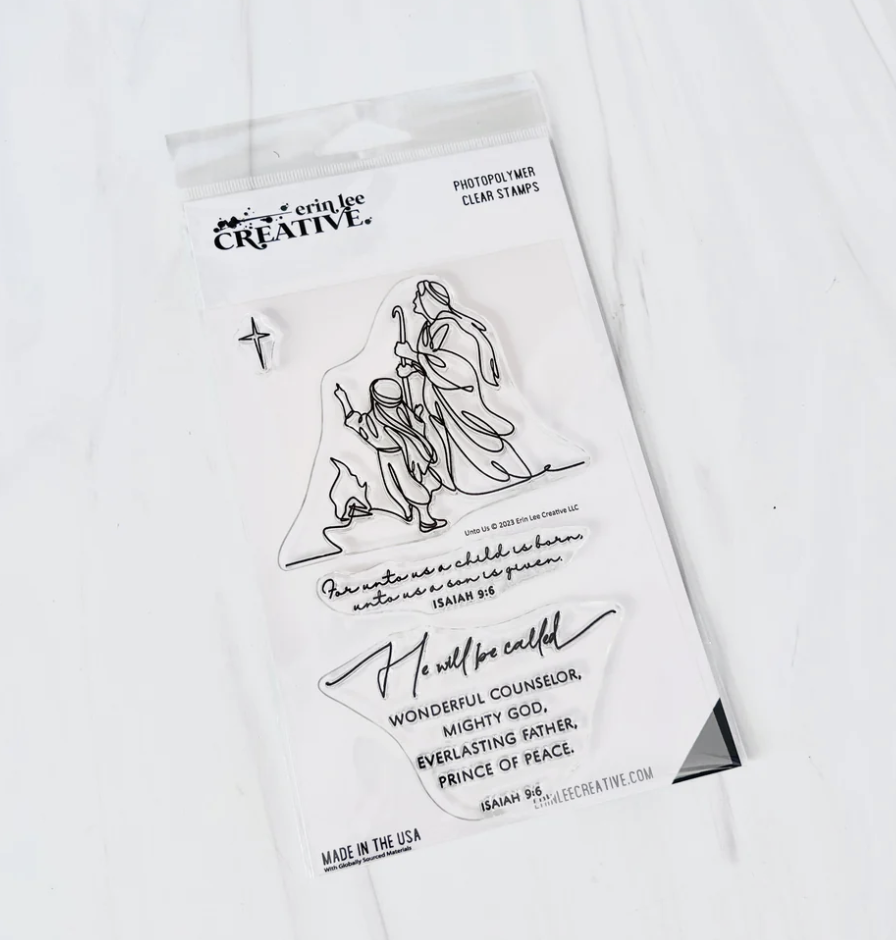 erin lee
CREATIVE.
PHOTOPOLYMER
CLEAR STAMPS
Unto Us © 2023 Erin Lee Creative LLC
For unto us a child is born,
unto us a son is given.
ISAIAH 9:6
He will be called
WONDERFUL COUNSELOR,
MIGHTY GOD,
EVERLASTING FATHER,
PRINCE OF PEACE.
ISAIAH 9:6
ERINLEECREATIVE.COM
MADE IN THE USA
With Globally Sourced Materials